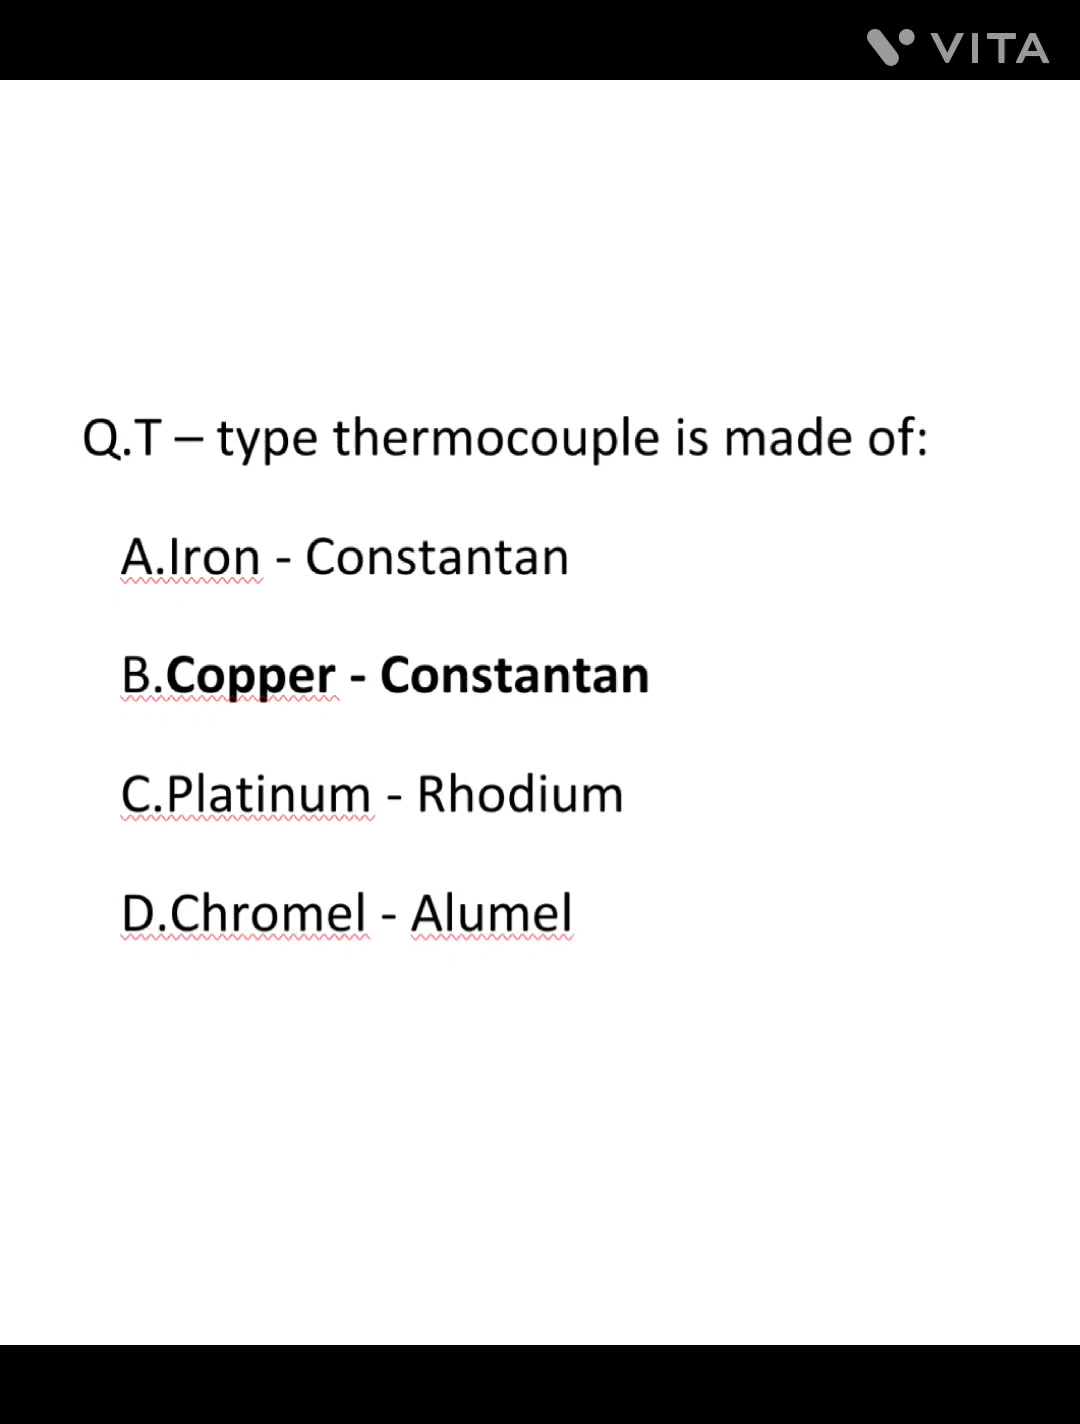 VITA
Q.T – type thermocouple is made of:
A.Iron - Constantan
B.Copper - Constantan
C.Platinum - Rhodium
D.Chromel - Alumel